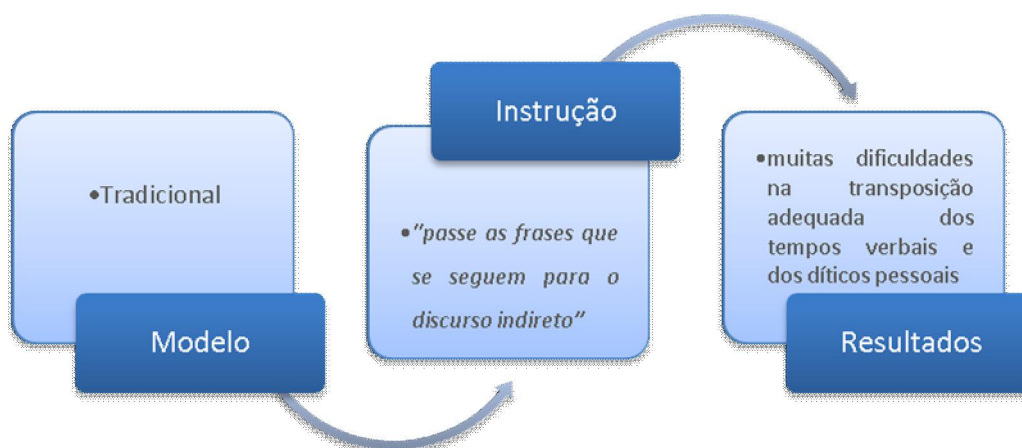 •Tradicional
Modelo
Instrução
•"passe as frases que
se seguem para o
discurso indireto"
•muitas dificuldades
na transposição
adequada dos
tempos verbais e
dos díticos pessoais
Resultados